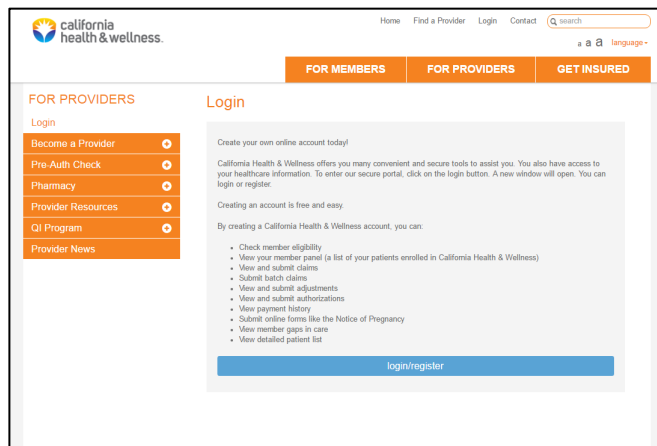 california
health & wellness.
Home Find a Provider Login Contact search
a a a language
FOR MEMBERS FOR PROVIDERS GET INSURED
FOR PROVIDERS
Login
Become a Provider
Pre-Auth Check
Pharmacy
Provider Resources
QI Program
Provider News
Login
Create your own online account today!
California Health & Wellness offers you many convenient and secure tools to assist you. You also have access to
your healthcare information. To enter our secure portal, click on the login button. A new window will open. You can
login or register.
Creating an account is free and easy.
By creating a California Health & Wellness account, you can:
• Check member eligibility
• View your member panel (a list of your patients enrolled in California Health & Wellness)
• View and submit claims
• Submit batch claims
• View and submit adjustments
• View and submit authorizations
• View payment history
• Submit online forms like the Notice of Pregnancy
• View member gaps in care
• View detailed patient list
login/register